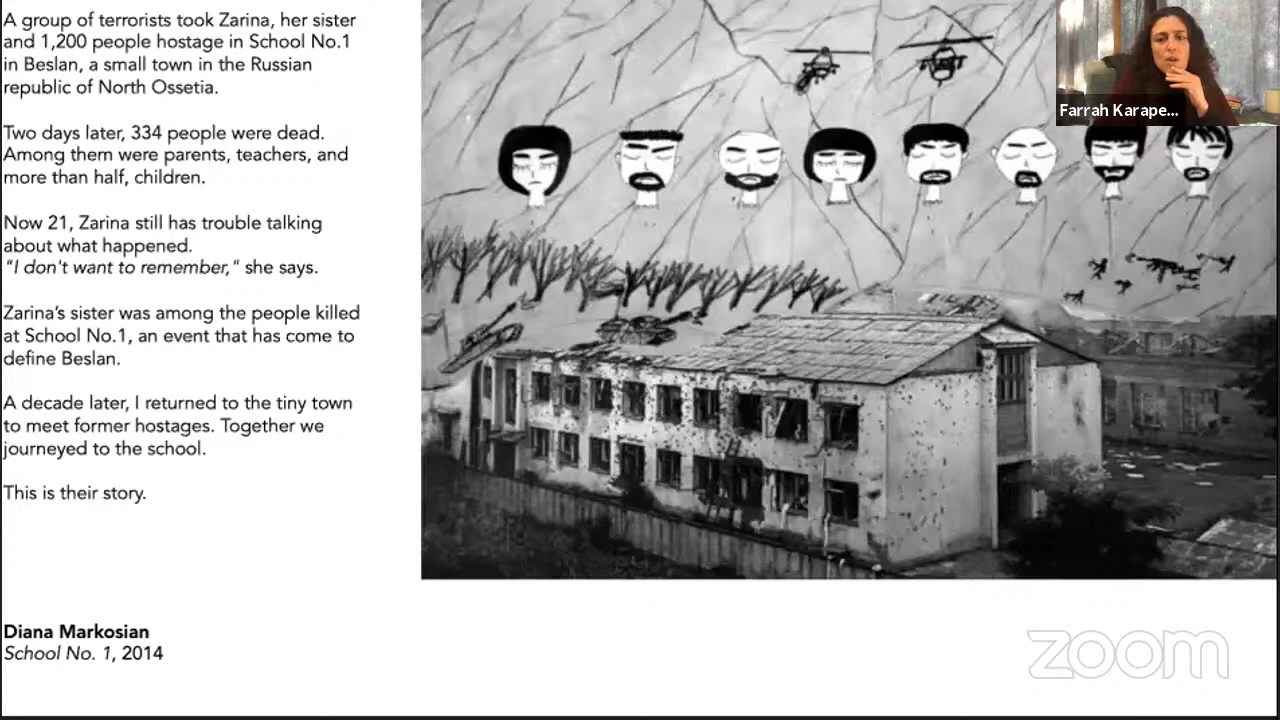 A group of terrorists took Zarina, her sister
and 1,200 people hostage in School No.1
in Beslan, a small town in the Russian
republic of North Ossetia.
Two days later, 334 people were dead.
Among them were parents, teachers, and
more than half, children.
Now 21, Zarina still has trouble talking
about what happened.
"I don't want to remember," she says.
Zarina's sister was among the people killed
at School No.1, an event that has come to
define Beslan.
A decade later, I returned to the tiny town
to meet former hostages. Together we
journeyed to the school.
This is their story.
Diana Markosian
School No. 1, 2014
Farrah Karape...
zoom